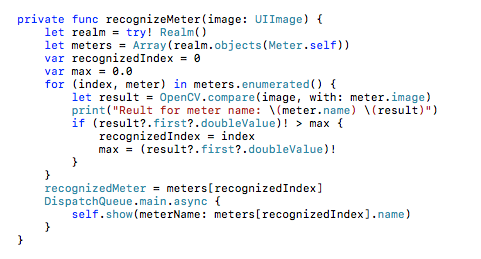 private func recognizeMeter(image: UIImage) {
    let realm = try! Realm()
    let meters = Array(realm.objects(Meter.self))
    var recognizedIndex = 0
    var max = 0.0
    for (index, meter) in meters.enumerated() {
        let result = OpenCV.compare(image, with: meter.image)
        print("Reult for meter name: \(meter.name) \(result)")
        if (result?.first?.doubleValue)! > max {
            recognizedIndex = index
            max = (result?.first?.doubleValue)!
        }
    }
    recognizedMeter = meters[recognizedIndex]
    DispatchQueue.main.async {
        self.show(meterName: meters[recognizedIndex].name)
    }
}